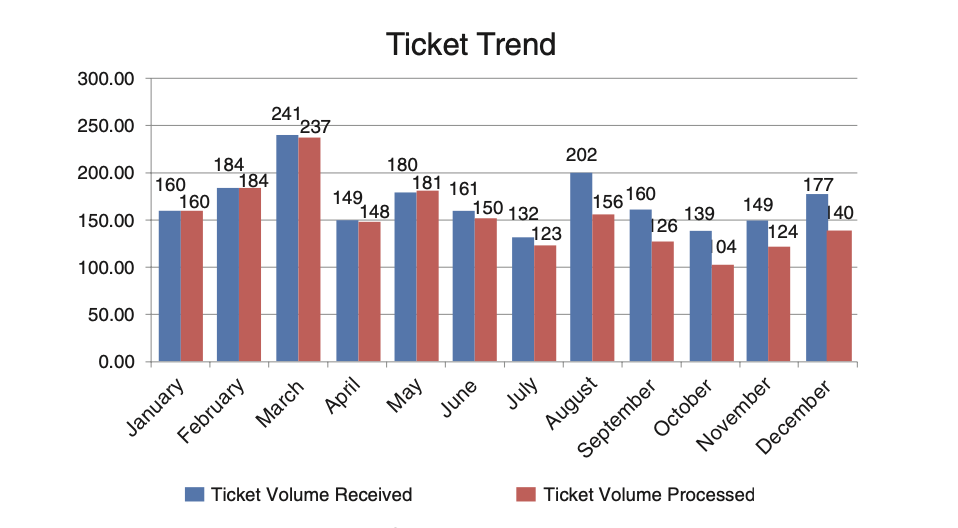 Ticket Trend
300.00
250.00
200.00
150.00
100.00
50.00
0.00
241
237
184
184
160
160
149
148
180
181
161
150
132
123
202
156
160
126
139
104
149
124
177
140
January
February
March
April
May
June
July
August
September
October
November
December
Ticket Volume Received
Ticket Volume Processed